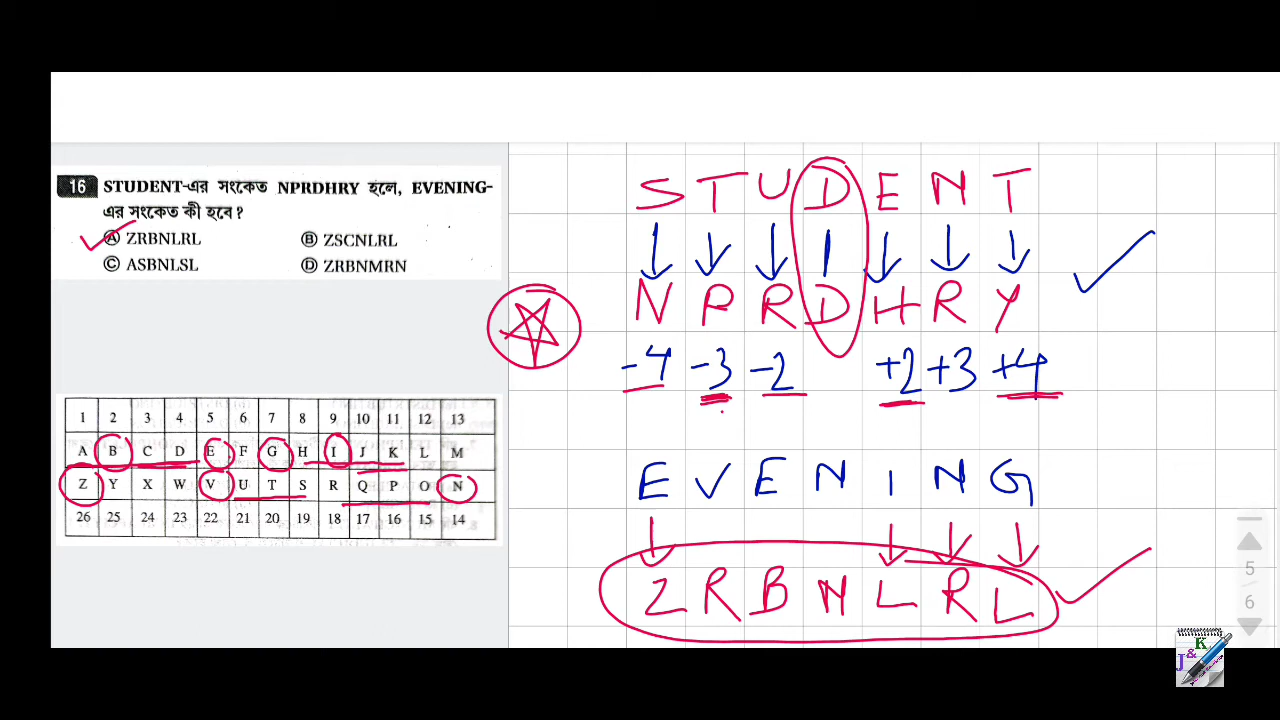 16 STUDENT-এর সংকেত NPRDHRY হলে, EVENING-
এর সংকেত কী হবে?
Ⓐ ZRBNLRL Ⓑ ZSCNLRL
Ⓒ ASBNLSL Ⓓ ZRBNMRN
1 2 3 4 5 6 7 8 9 10 11 12 13
A B C D E F G H I J K L M
Z Y X W V U T S R Q P O N
26 25 24 23 22 21 20 19 18 17 16 15 14
S T U D E N T
N P R D H R Y
-4 -3 -2 +2 +3 +4
E V E N I N G
Z R B N L R L
5
6
J & K